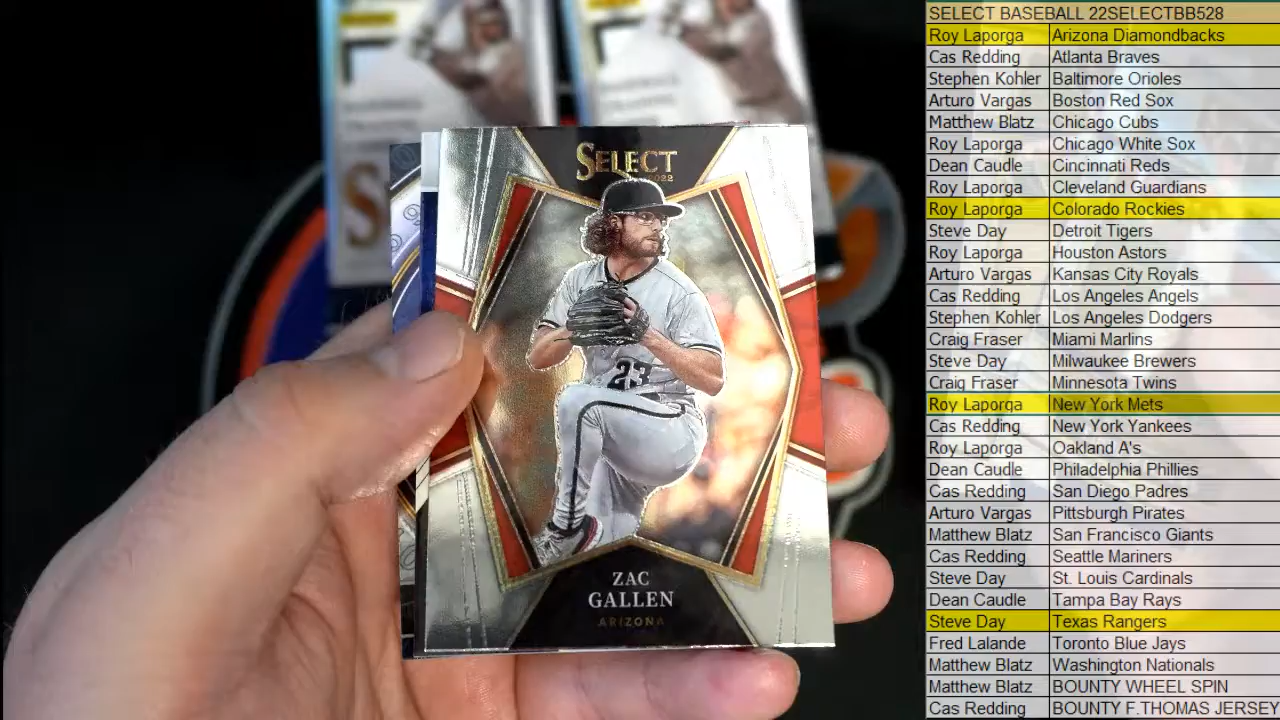 SELECT
2022
23
ZAC
GALLEN
ARIZONA
SELECT BASEBALL 22SELECTBB528
Roy Laporga Arizona Diamondbacks
Cas Redding Atlanta Braves
Stephen Kohler Baltimore Orioles
Arturo Vargas Boston Red Sox
Matthew Blatz Chicago Cubs
Roy Laporga Chicago White Sox
Dean Caudle Cincinnati Reds
Roy Laporga Cleveland Guardians
Roy Laporga Colorado Rockies
Steve Day Detroit Tigers
Roy Laporga Houston Astors
Arturo Vargas Kansas City Royals
Cas Redding Los Angeles Angels
Stephen Kohler Los Angeles Dodgers
Craig Fraser Miami Marlins
Steve Day Milwaukee Brewers
Craig Fraser Minnesota Twins
Roy Laporga New York Mets
Cas Redding New York Yankees
Roy Laporga Oakland A's
Dean Caudle Philadelphia Phillies
Cas Redding San Diego Padres
Arturo Vargas Pittsburgh Pirates
Matthew Blatz San Francisco Giants
Cas Redding Seattle Mariners
Steve Day St. Louis Cardinals
Dean Caudle Tampa Bay Rays
Steve Day Texas Rangers
Fred Lalande Toronto Blue Jays
Matthew Blatz Washington Nationals
Matthew Blatz BOUNTY WHEEL SPIN
Cas Redding BOUNTY F.THOMAS JERSEY